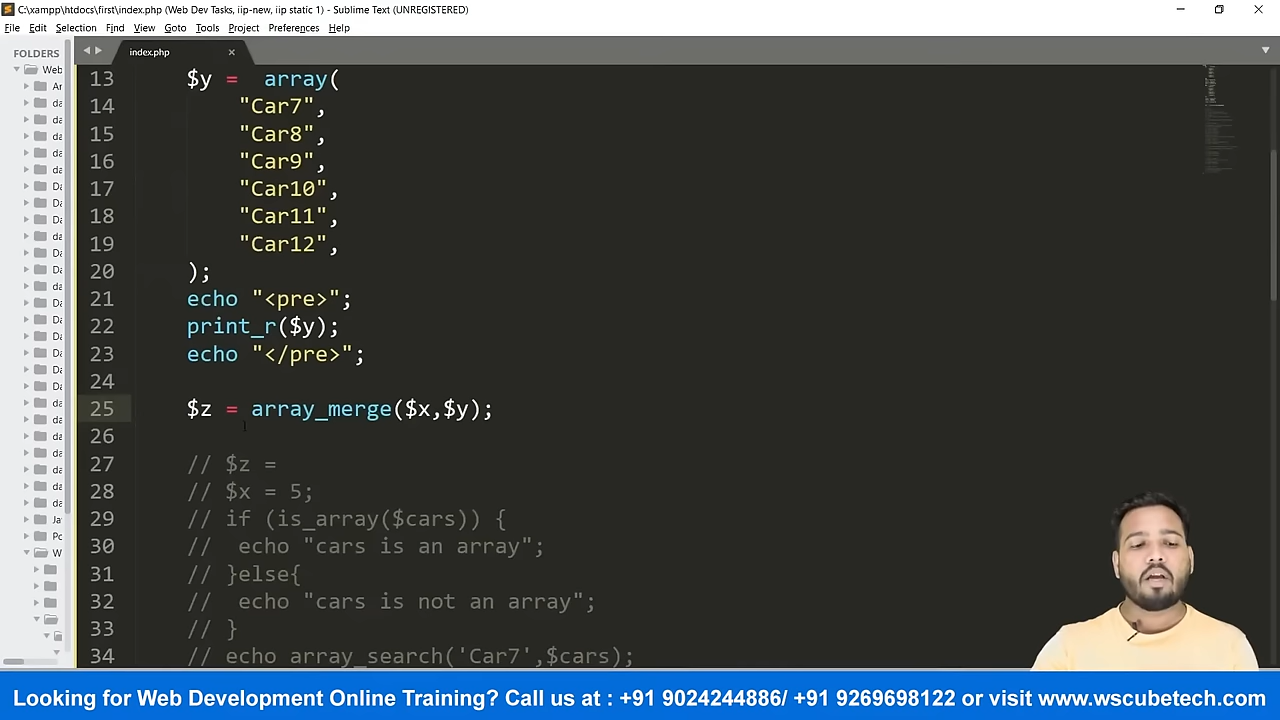 C:\xampp\htdocs\first\index.php (Web Dev Tasks, iip-new, iip static 1) - Sublime Text (UNREGISTERED)
File Edit Selection Find View Goto Tools Project Preferences Help
FOLDERS
index.php
Web
13 $y =  array(
14 "Car7",
15 "Car8",
16 "Car9",
17 "Car10",
18 "Car11",
19 "Car12",
20 );
21 echo "<pre>";
22 print_r($y);
23 echo "</pre>";
24
25 $z = array_merge($x,$y);
26
27 // $z =
28 // $x = 5;
29 // if (is_array($cars)) {
30 //  echo "cars is an array";
31 // }else{
32 //  echo "cars is not an array";
33 // }
34 // echo array_search('Car7',$cars);
Looking for Web Development Online Training? Call us at : +91 9024244886/ +91 9269698122 or visit www.wscubetech.com